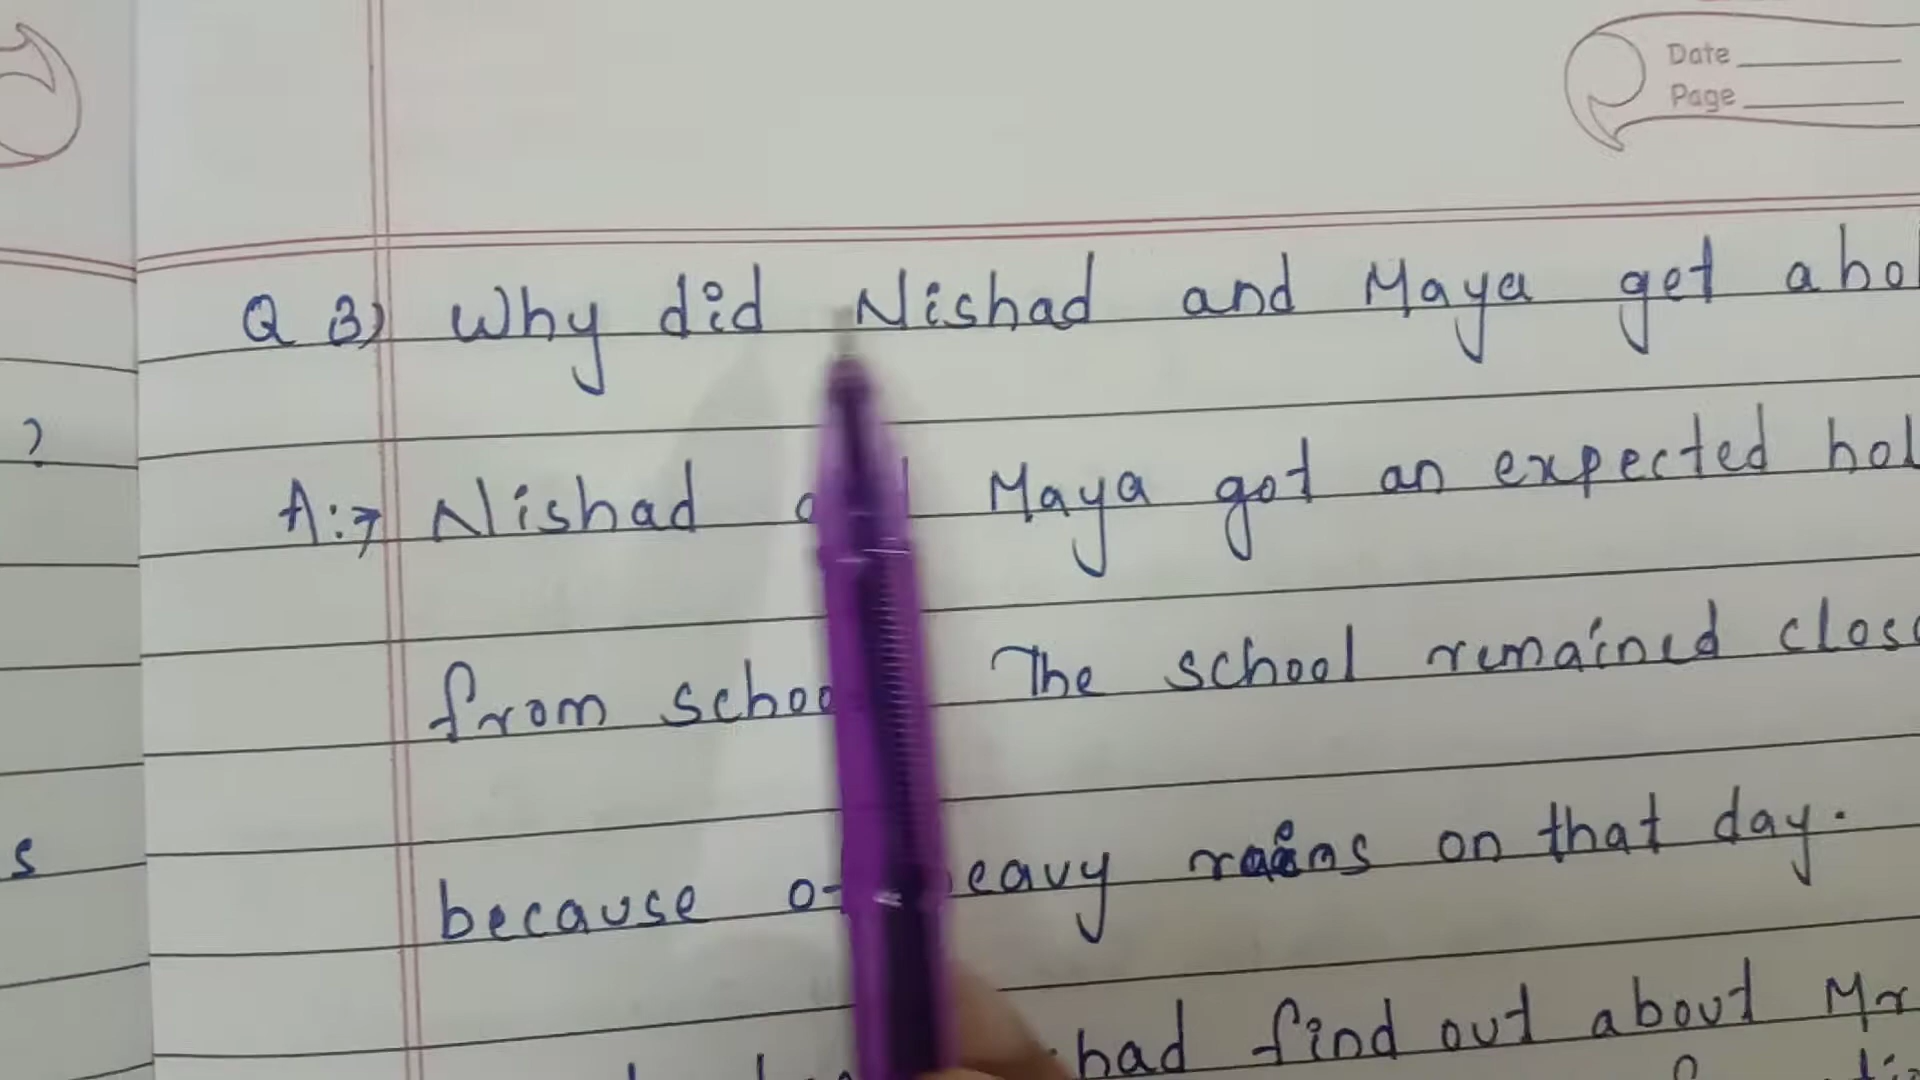 Date
Page
Q 3) Why did Nishad and Maya get a hol
A:→ Nishad Maya got an expected hol
from schoo The school remained clos
because o eavy rains on that day.
had find out about Mr
?
s